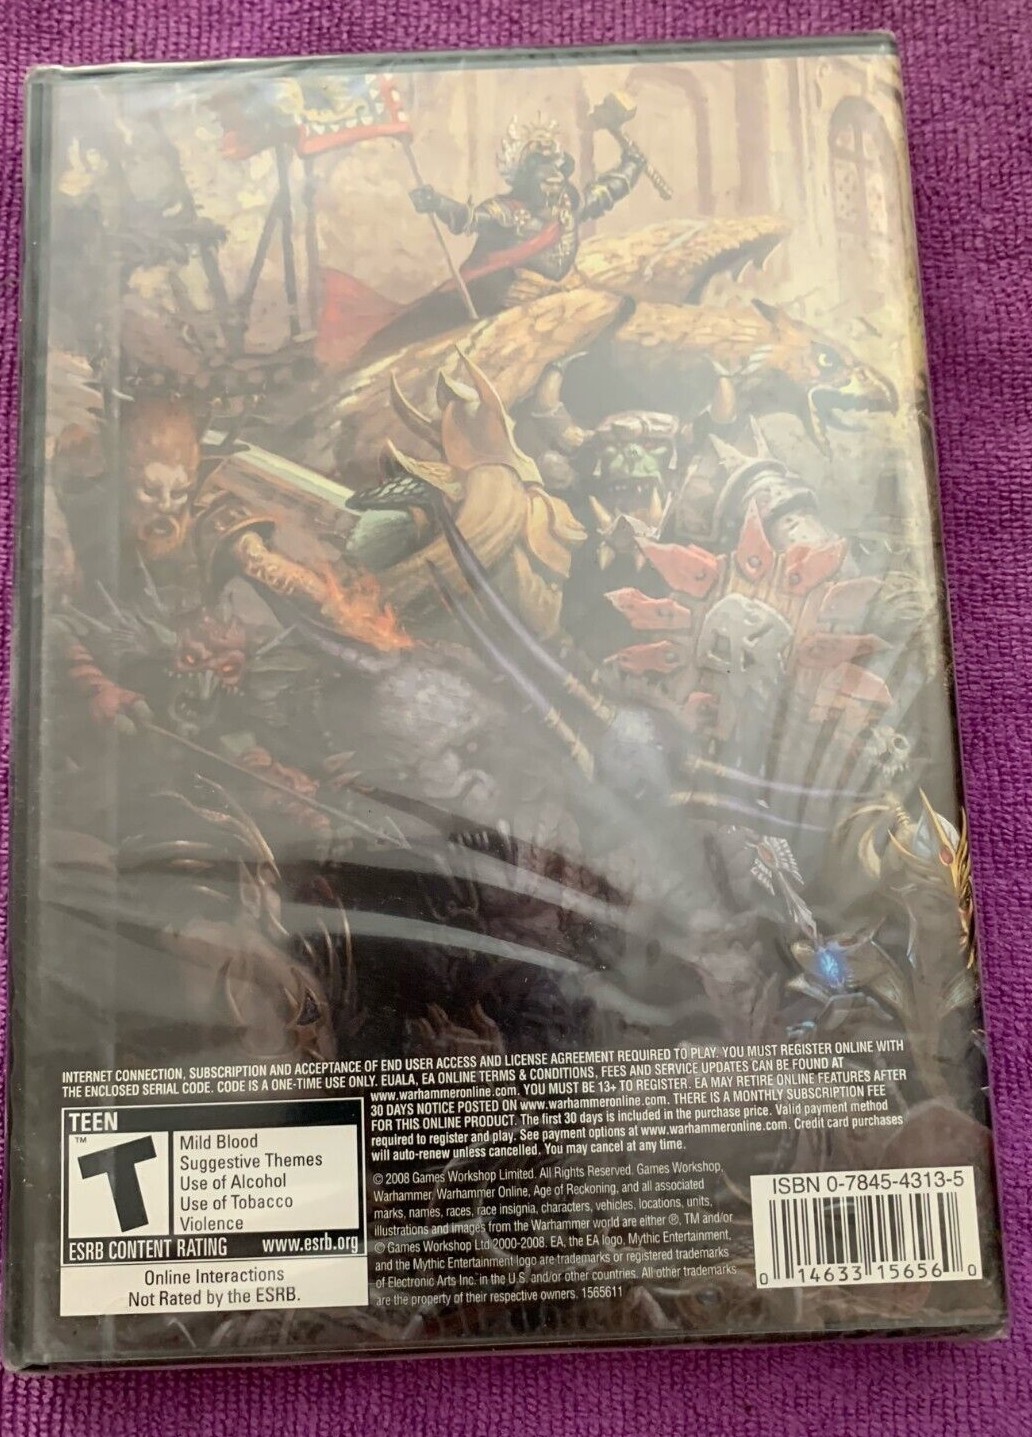 INTERNET CONNECTION, SUBSCRIPTION AND ACCEPTANCE OF END USER ACCESS AND LICENSE AGREEMENT REQUIRED TO PLAY. YOU MUST REGISTER ONLINE WITH
THE ENCLOSED SERIAL CODE. CODE IS A ONE-TIME USE ONLY. EUALA, EA ONLINE TERMS & CONDITIONS, FEES AND SERVICE UPDATES CAN BE FOUND AT
www.warhammeronline.com. YOU MUST BE 13+ TO REGISTER. EA MAY RETIRE ONLINE FEATURES AFTER
30 DAYS NOTICE POSTED ON www.warhammeronline.com. THERE IS A MONTHLY SUBSCRIPTION FEE
FOR THIS ONLINE PRODUCT. The first 30 days is included in the purchase price. Valid payment method
required to register and play. See payment options at www.warhammeronline.com. Credit card purchases
will auto-renew unless cancelled. You may cancel at any time.
TEEN
T
TM
Mild Blood
Suggestive Themes
Use of Alcohol
Use of Tobacco
Violence
ESRB CONTENT RATING www.esrb.org
Online Interactions
Not Rated by the ESRB.
© 2008 Games Workshop Limited. All Rights Reserved. Games Workshop,
Warhammer, Warhammer Online, Age of Reckoning, and all associated
marks, names, races, race insignia, characters, vehicles, locations, units,
illustrations and images from the Warhammer world are either ®, TM and/or
© Games Workshop Ltd 2000-2008. EA, the EA logo, Mythic Entertainment,
and the Mythic Entertainment logo are trademarks or registered trademarks
of Electronic Arts Inc. in the U.S. and/or other countries. All other trademarks
are the property of their respective owners. 1565611
ISBN 0-7845-4313-5
0 14633 15656 0